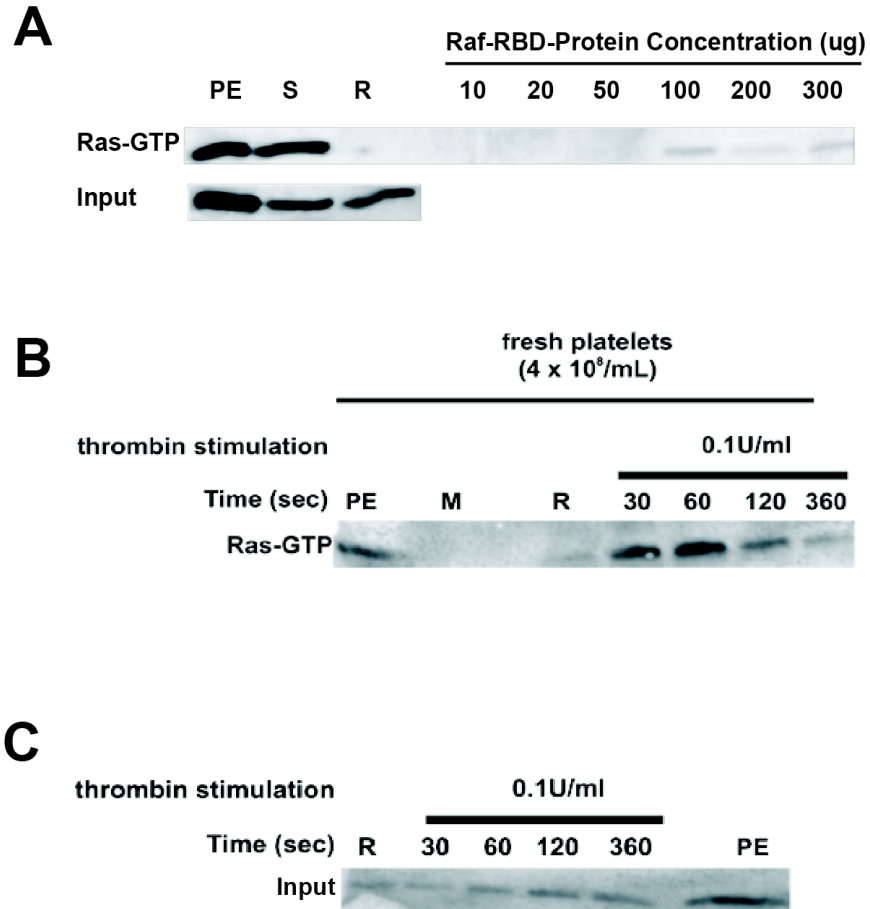 A
Raf-RBD-Protein Concentration (ug)
PE S R 10 20 50 100 200 300
Ras-GTP
Input
B
fresh platelets
(4 x 10⁸/mL)
thrombin stimulation 0.1U/ml
Time (sec) PE M R 30 60 120 360
Ras-GTP
C
thrombin stimulation 0.1U/ml
Time (sec) R 30 60 120 360 PE
Input